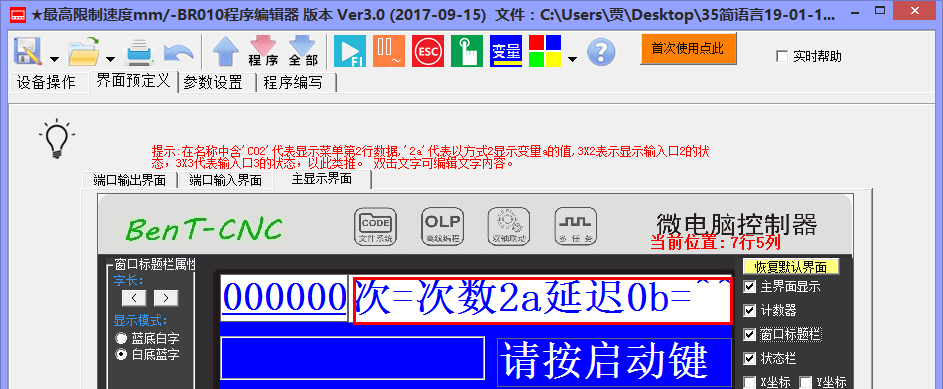 ★最高限制速度mm/-BR010程序编辑器 版本 Ver3.0 (2017-09-15)  文件：C:\Users\贾\Desktop\35简语言19-01-1...
程序 全部 F1 ESC 变量 首次使用点此 实时帮助
设备操作 界面预定义 参数设置 程序编写
提示:在名称中含'C02'代表显示菜单第2行数据,'2a'代表以方式2显示变量a的值,3X2表示显示输入口2的状
态，3X3代表输入口3的状态，以此类推。 双击文字可编辑文字内容。
端口输出界面 端口输入界面 主显示界面
BenT-CNC CODE 文件系统 OLP 离线编程 双轴联动 多任务 微电脑控制器
当前位置:7行5列
窗口标题栏属性 恢复默认界面
字长: 000000 次=次数2a延迟0b=^^ 主界面显示
< > 计数器
显示模式:
蓝底白字 窗口标题栏
白底蓝字 请按启动键 状态栏
X坐标 Y坐标